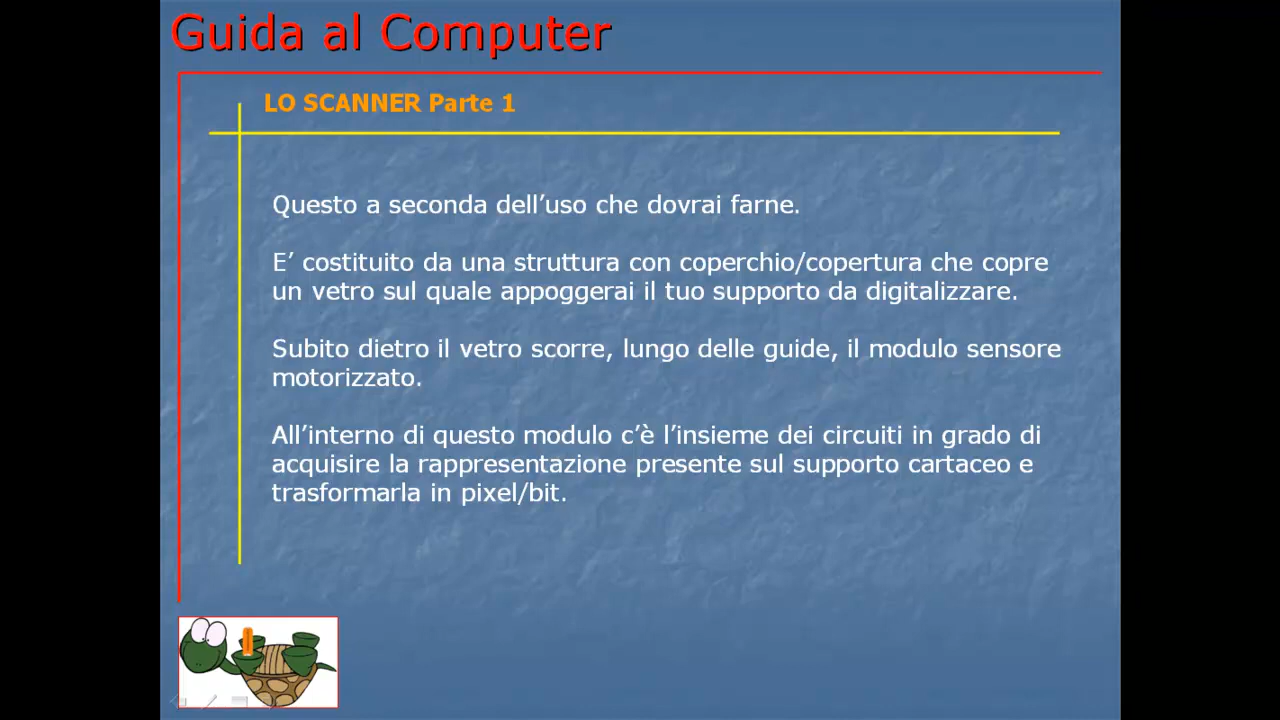 Guida al Computer
LO SCANNER Parte 1
Questo a seconda dell’uso che dovrai farne.
E’ costituito da una struttura con coperchio/copertura che copre
un vetro sul quale appoggerai il tuo supporto da digitalizzare.
Subito dietro il vetro scorre, lungo delle guide, il modulo sensore
motorizzato.
All’interno di questo modulo c’è l’insieme dei circuiti in grado di
acquisire la rappresentazione presente sul supporto cartaceo e
trasformarla in pixel/bit.